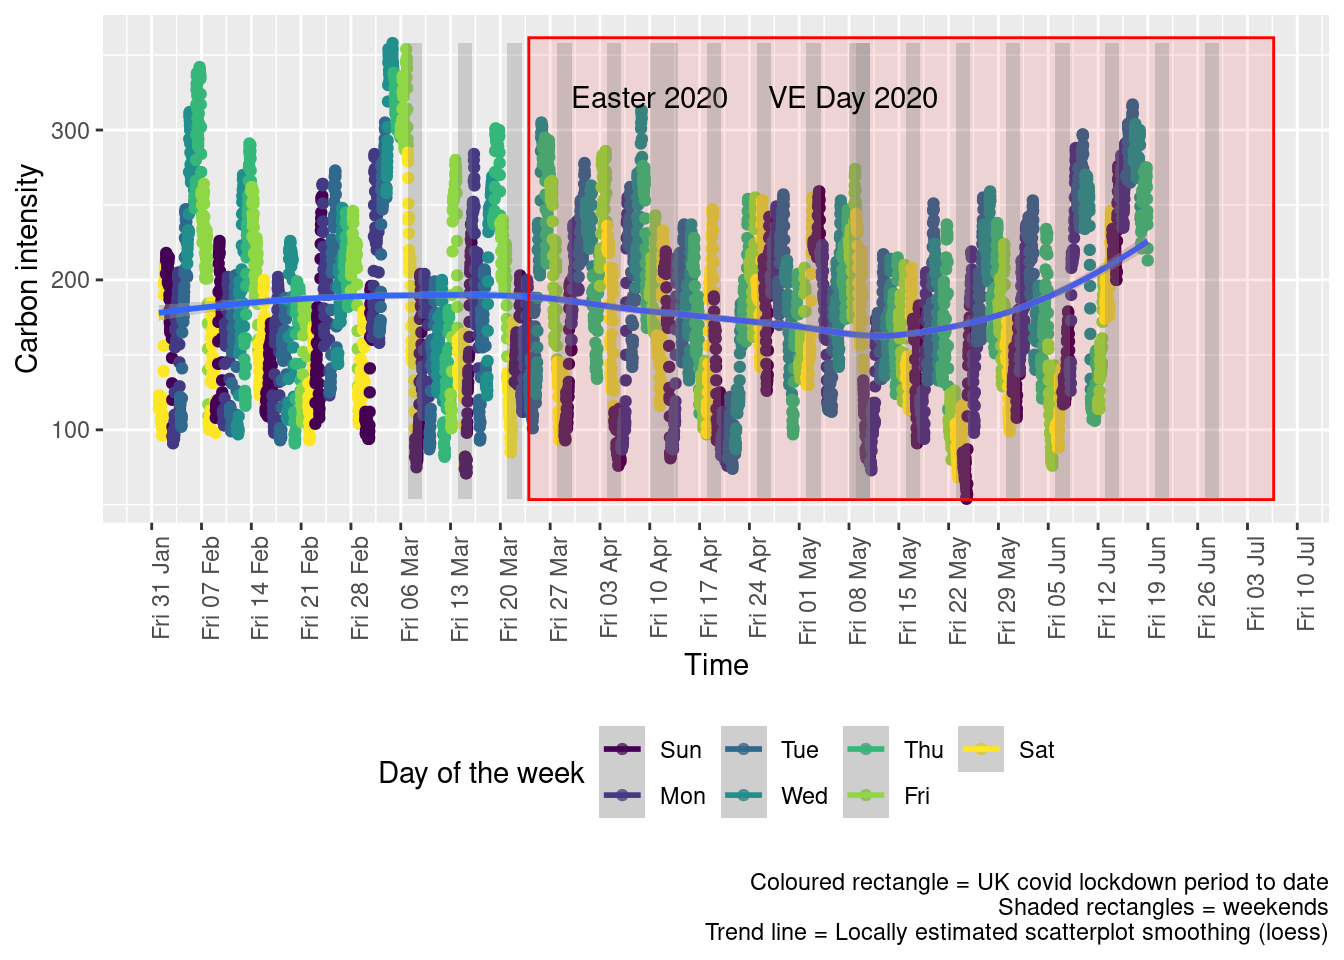 Carbon intensity
300
200
100
Easter 2020
VE Day 2020
Fri 31 Jan
Fri 07 Feb
Fri 14 Feb
Fri 21 Feb
Fri 28 Feb
Fri 06 Mar
Fri 13 Mar
Fri 20 Mar
Fri 27 Mar
Fri 03 Apr
Fri 10 Apr
Fri 17 Apr
Fri 24 Apr
Fri 01 May
Fri 08 May
Fri 15 May
Fri 22 May
Fri 29 May
Fri 05 Jun
Fri 12 Jun
Fri 19 Jun
Fri 26 Jun
Fri 03 Jul
Fri 10 Jul
Time
Day of the week
Sun
Tue
Thu
Sat
Mon
Wed
Fri
Coloured rectangle = UK covid lockdown period to date
Shaded rectangles = weekends
Trend line = Locally estimated scatterplot smoothing (loess)